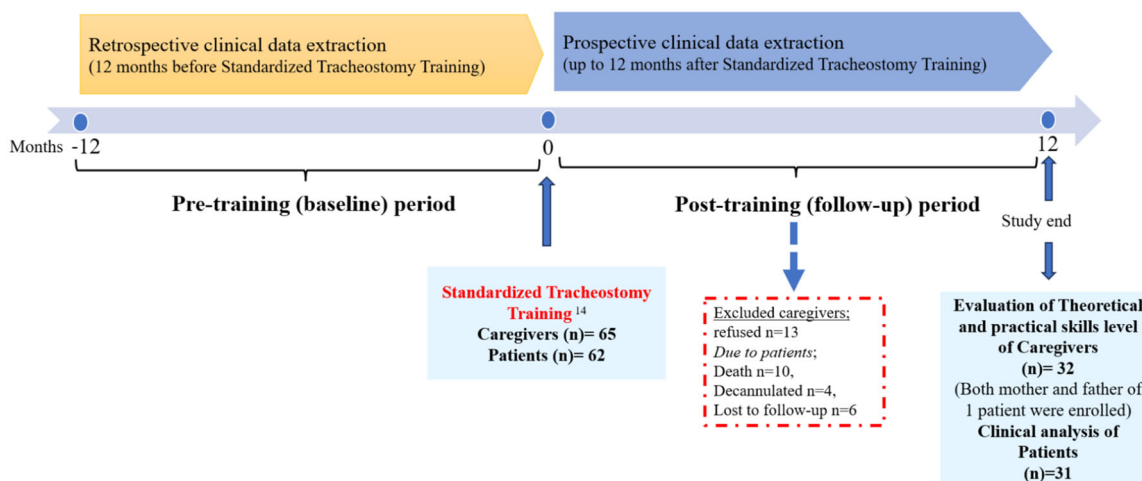 Retrospective clinical data extraction
(12 months before Standardized Tracheostomy Training)
Prospective clinical data extraction
(up to 12 months after Standardized Tracheostomy Training)
Months
-12
0
12
Pre-training (baseline) period
Post-training (follow-up) period
Study end
Standardized Tracheostomy
Training 14
Caregivers (n)= 65
Patients (n)= 62
Excluded caregivers;
refused n=13
Due to patients;
Death n=10,
Decannulated n=4,
Lost to follow-up n=6
Evaluation of Theoretical
and practical skills level
of Caregivers
(n)= 32
(Both mother and father of
1 patient were enrolled)
Clinical analysis of
Patients
(n)=31